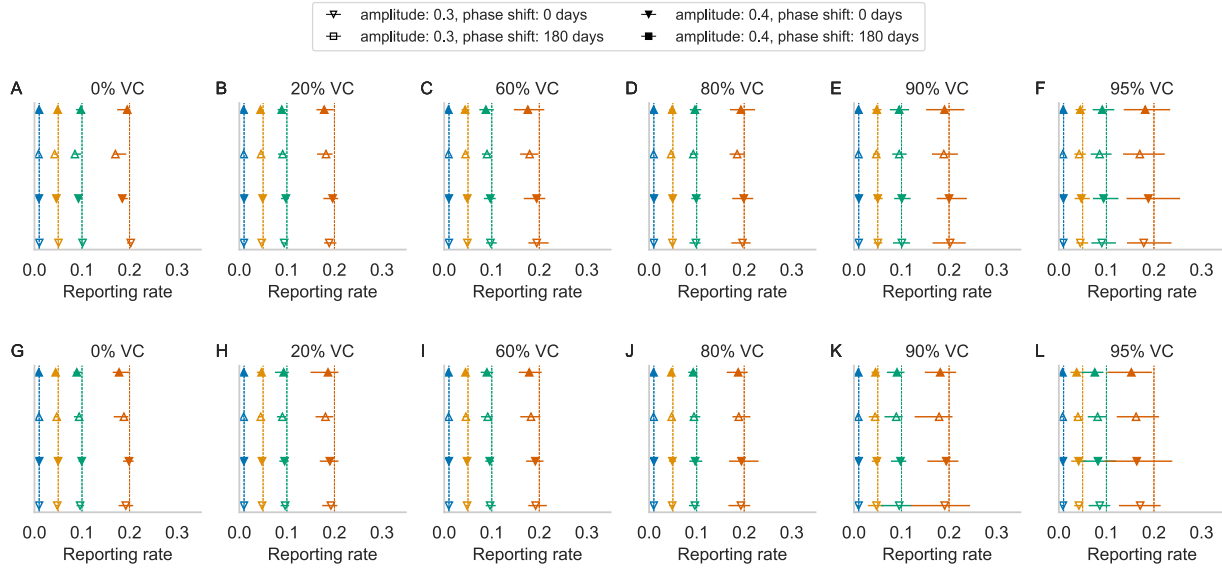 amplitude: 0.3, phase shift: 0 days amplitude: 0.4, phase shift: 0 days
amplitude: 0.3, phase shift: 180 days amplitude: 0.4, phase shift: 180 days
A 0% VC B 20% VC C 60% VC D 80% VC E 90% VC F 95% VC
0.0 0.1 0.2 0.3 0.0 0.1 0.2 0.3 0.0 0.1 0.2 0.3 0.0 0.1 0.2 0.3 0.0 0.1 0.2 0.3 0.0 0.1 0.2 0.3
Reporting rate Reporting rate Reporting rate Reporting rate Reporting rate Reporting rate
G 0% VC H 20% VC I 60% VC J 80% VC K 90% VC L 95% VC
0.0 0.1 0.2 0.3 0.0 0.1 0.2 0.3 0.0 0.1 0.2 0.3 0.0 0.1 0.2 0.3 0.0 0.1 0.2 0.3 0.0 0.1 0.2 0.3
Reporting rate Reporting rate Reporting rate Reporting rate Reporting rate Reporting rate